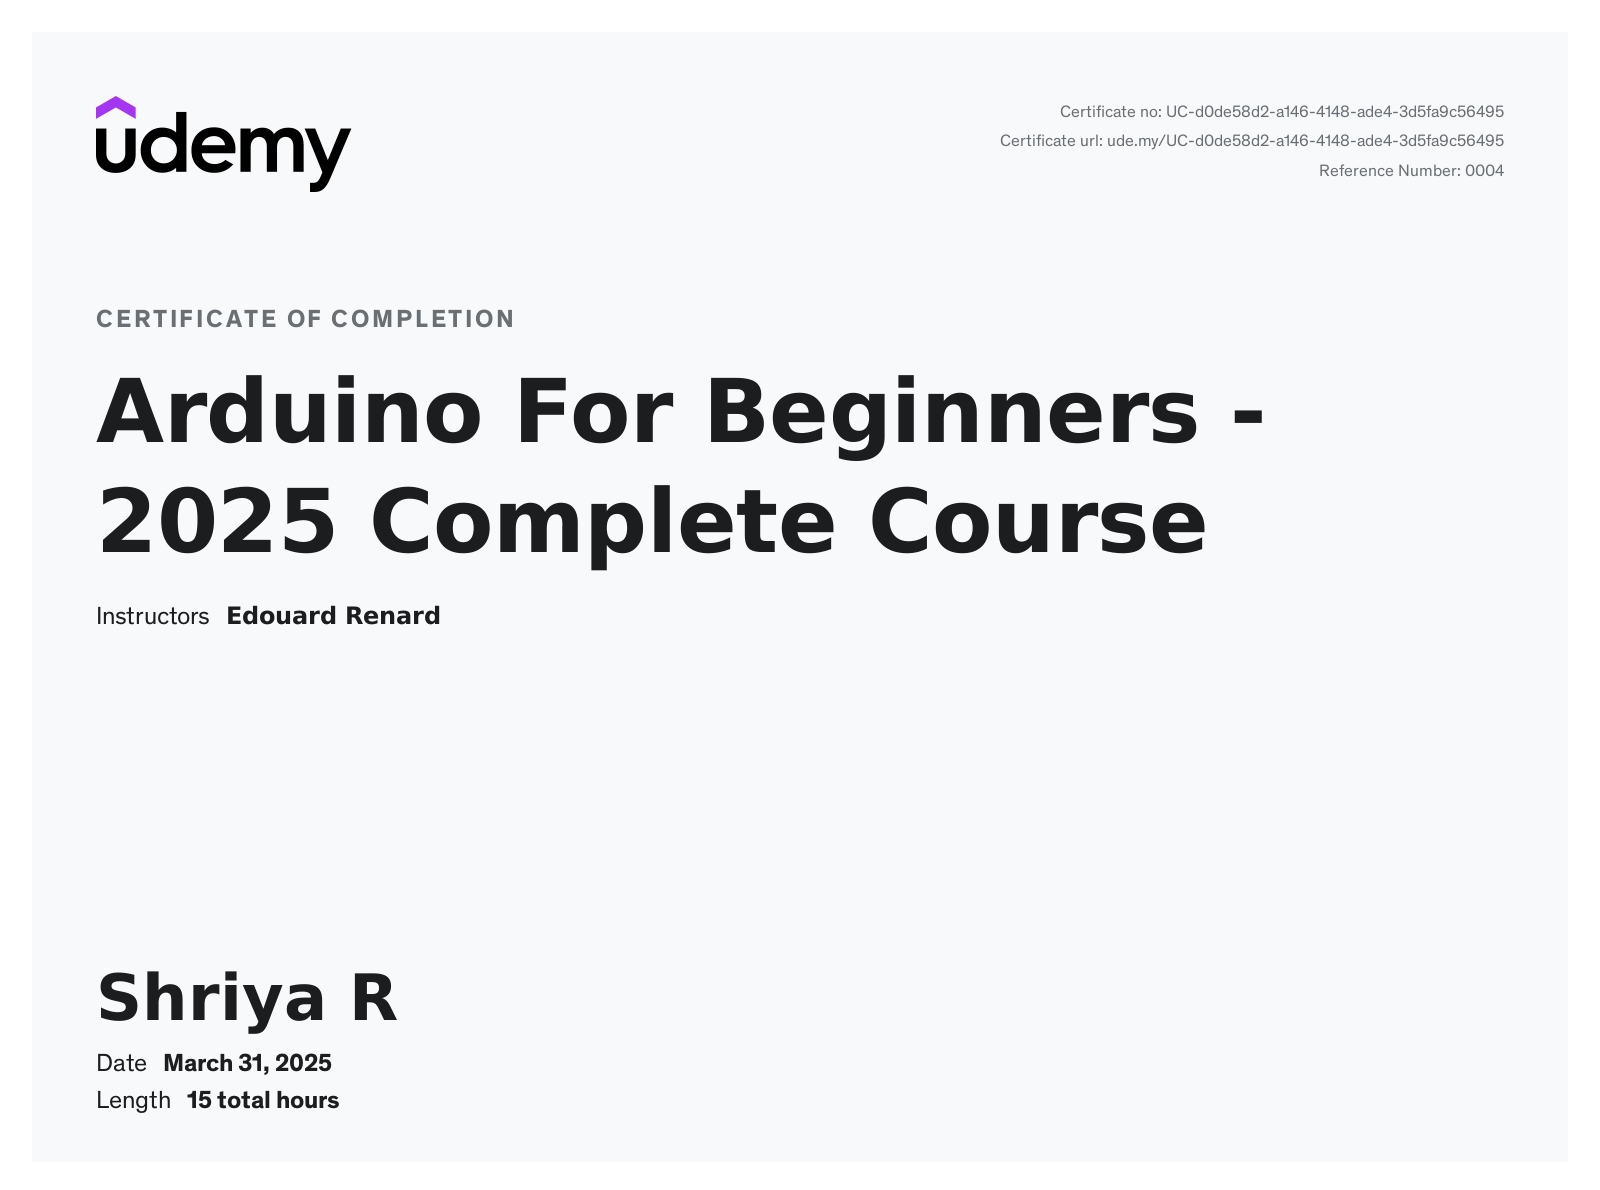 udemy
Certificate no: UC-d0de58d2-a146-4148-ade4-3d5fa9c56495
Certificate url: ude.my/UC-d0de58d2-a146-4148-ade4-3d5fa9c56495
Reference Number: 0004
CERTIFICATE OF COMPLETION
Arduino For Beginners -
2025 Complete Course
Instructors Edouard Renard
Shriya R
Date March 31, 2025
Length 15 total hours